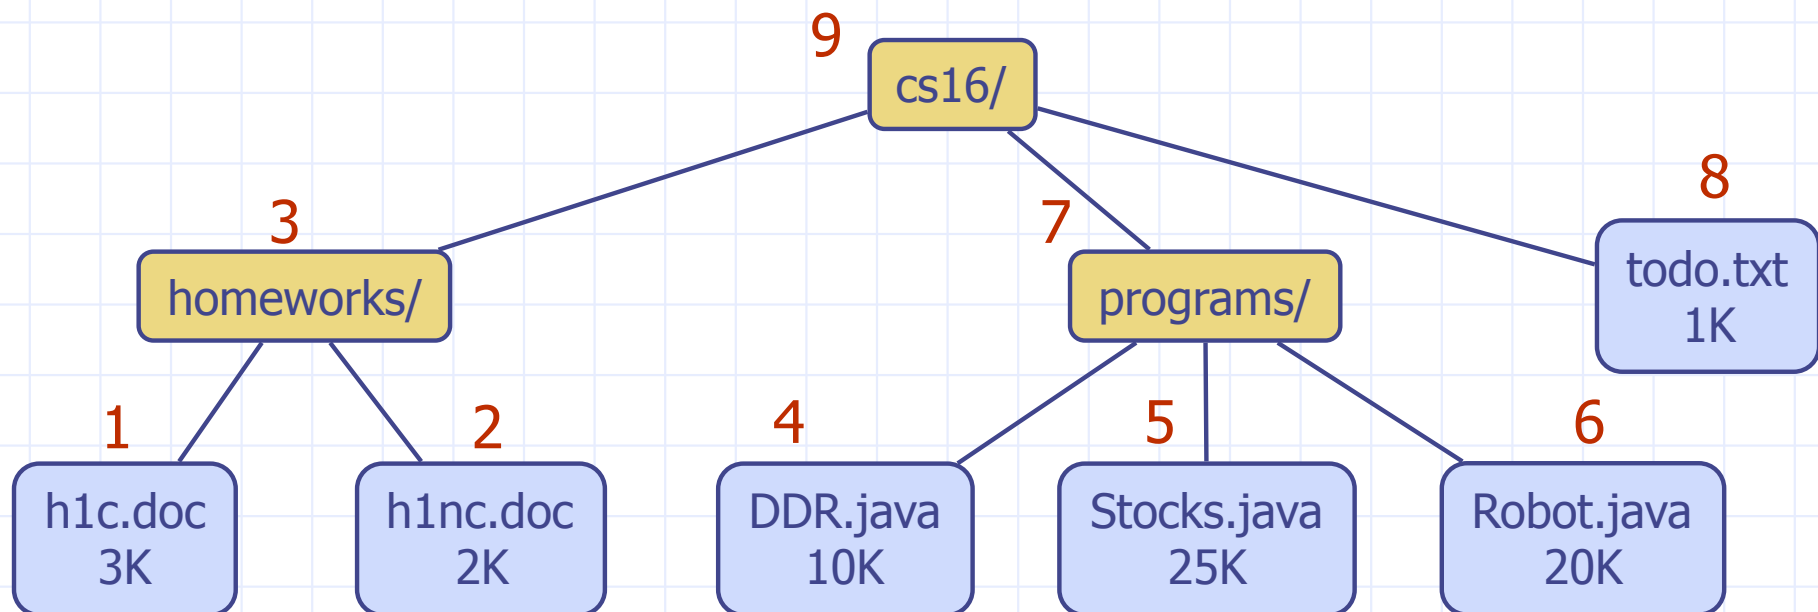 9
cs16/
8
3
7
homeworks/
programs/
todo.txt
1K
1
2
4
5
6
h1c.doc
3K
h1nc.doc
2K
DDR.java
10K
Stocks.java
25K
Robot.java
20K